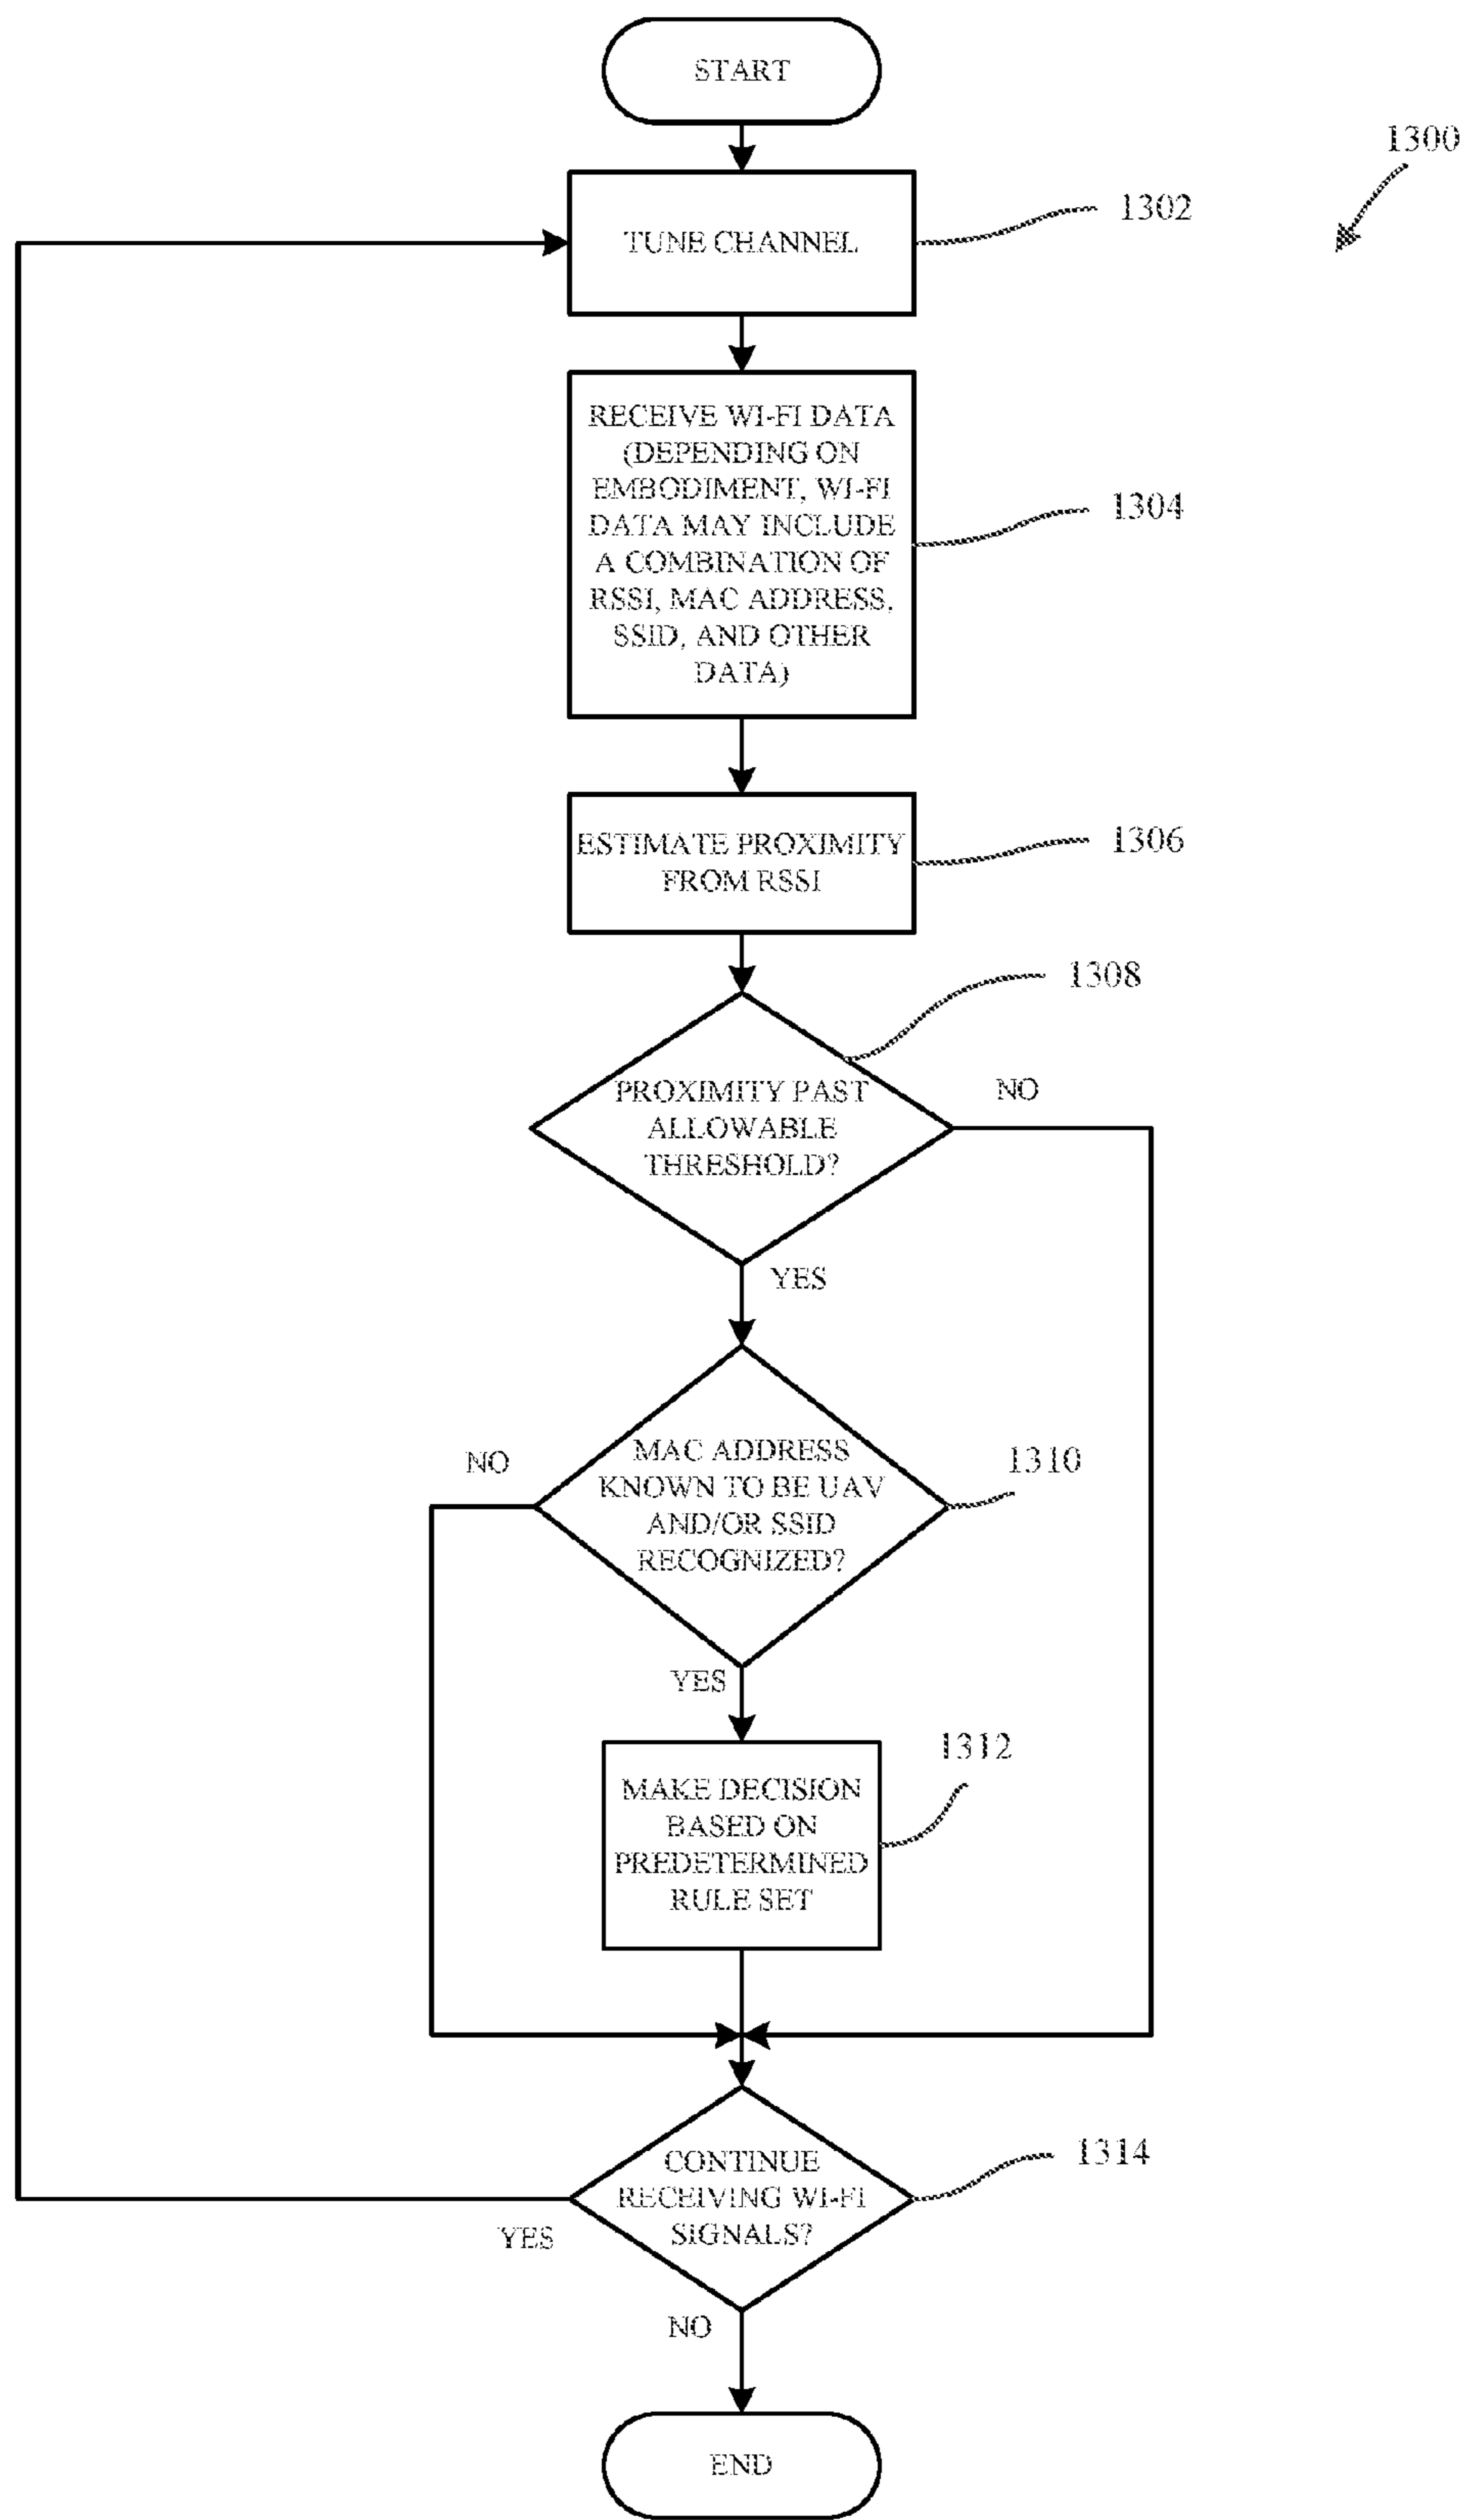 START
1300
1302
TUNE CHANNEL
RECEIVE WI-FI DATA
(DEPENDING ON
EMBODIMENT, WI-FI
DATA MAY INCLUDE
A COMBINATION OF
RSSI, MAC ADDRESS,
SSID, AND OTHER
DATA)
1304
ESTIMATE PROXIMITY
FROM RSSI
1306
1308
PROXIMITY PAST
ALLOWABLE
THRESHOLD?
NO
YES
MAC ADDRESS
KNOWN TO BE UAV
AND/OR SSID
RECOGNIZED?
NO
1310
YES
1312
MAKE DECISION
BASED ON
PREDETERMINED
RULE SET
CONTINUE
RECEIVING WI-FI
SIGNALS?
1314
YES
NO
END